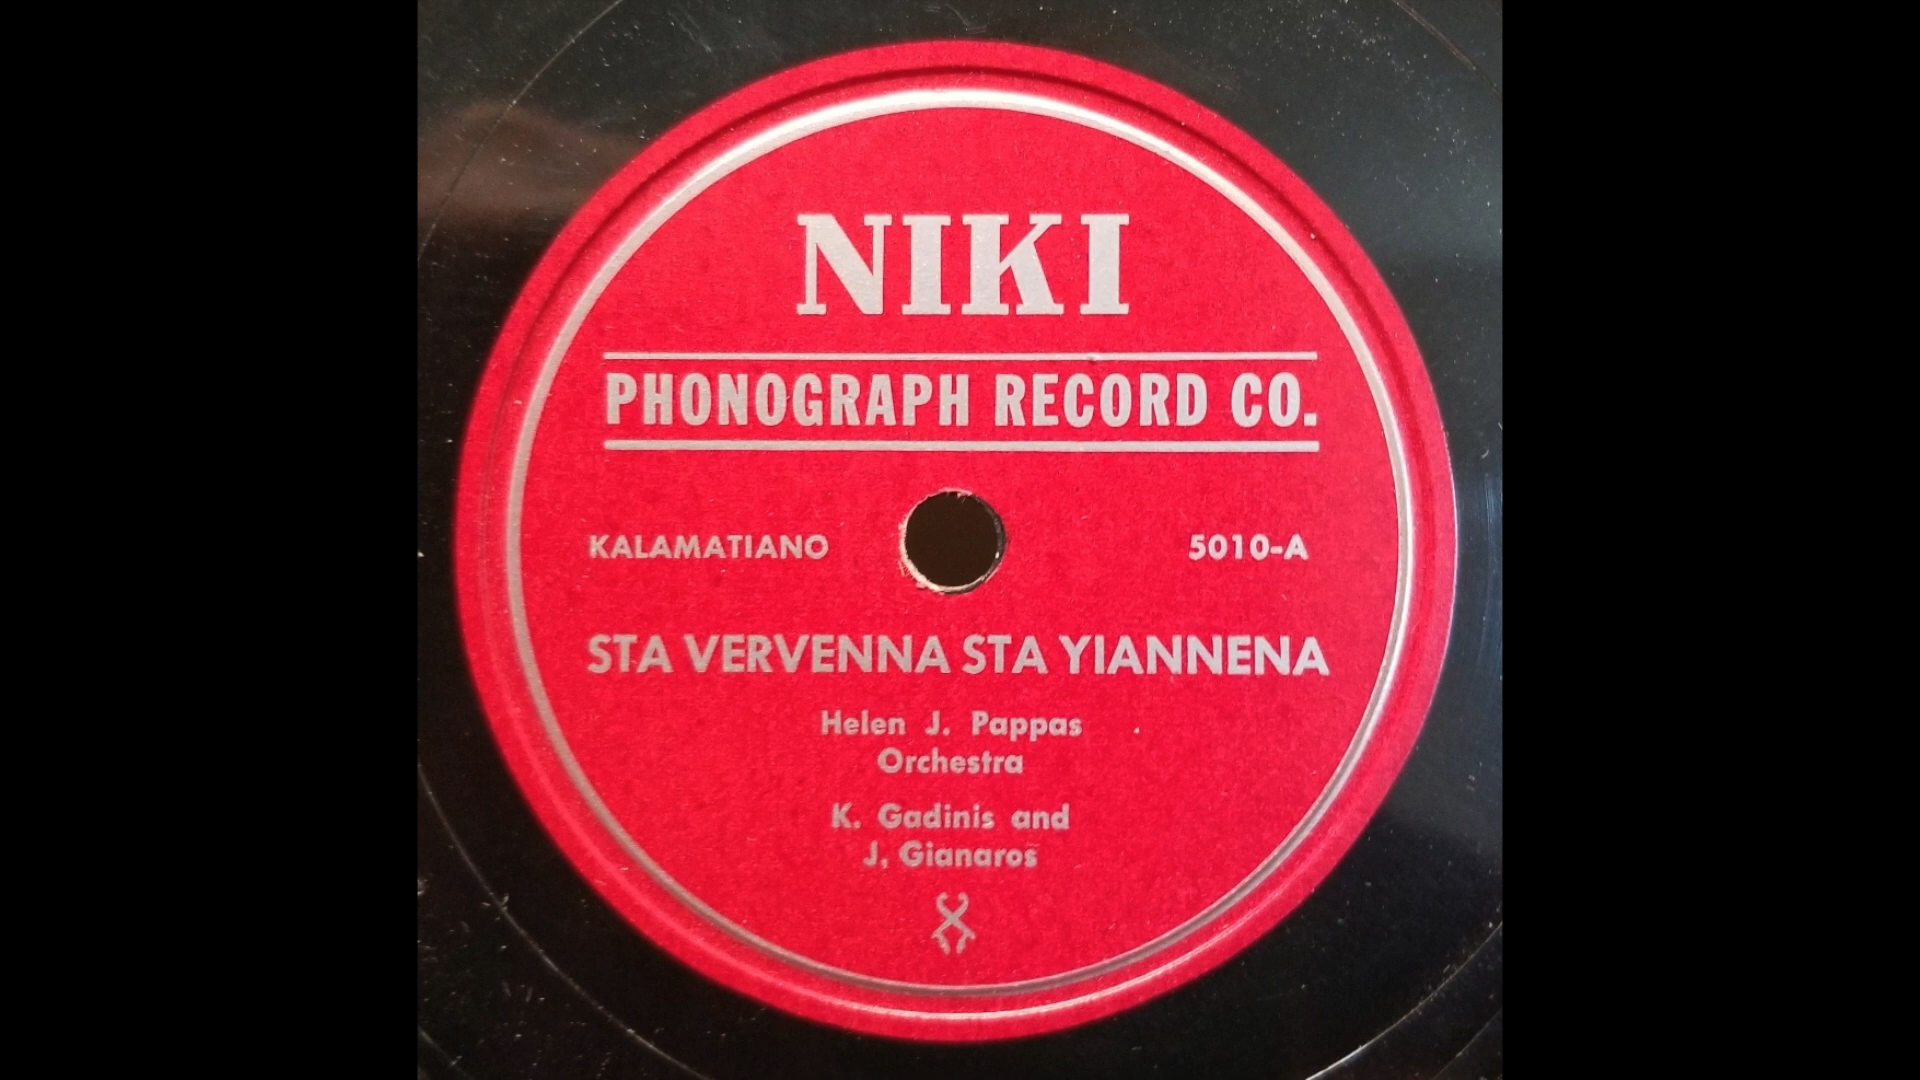 NIKI
PHONOGRAPH RECORD CO.
KALAMATIANO 5010-A
STA VERVENNA STA YIANNENA
Helen J. Pappas
Orchestra
K. Gadinis and
J, Gianaros